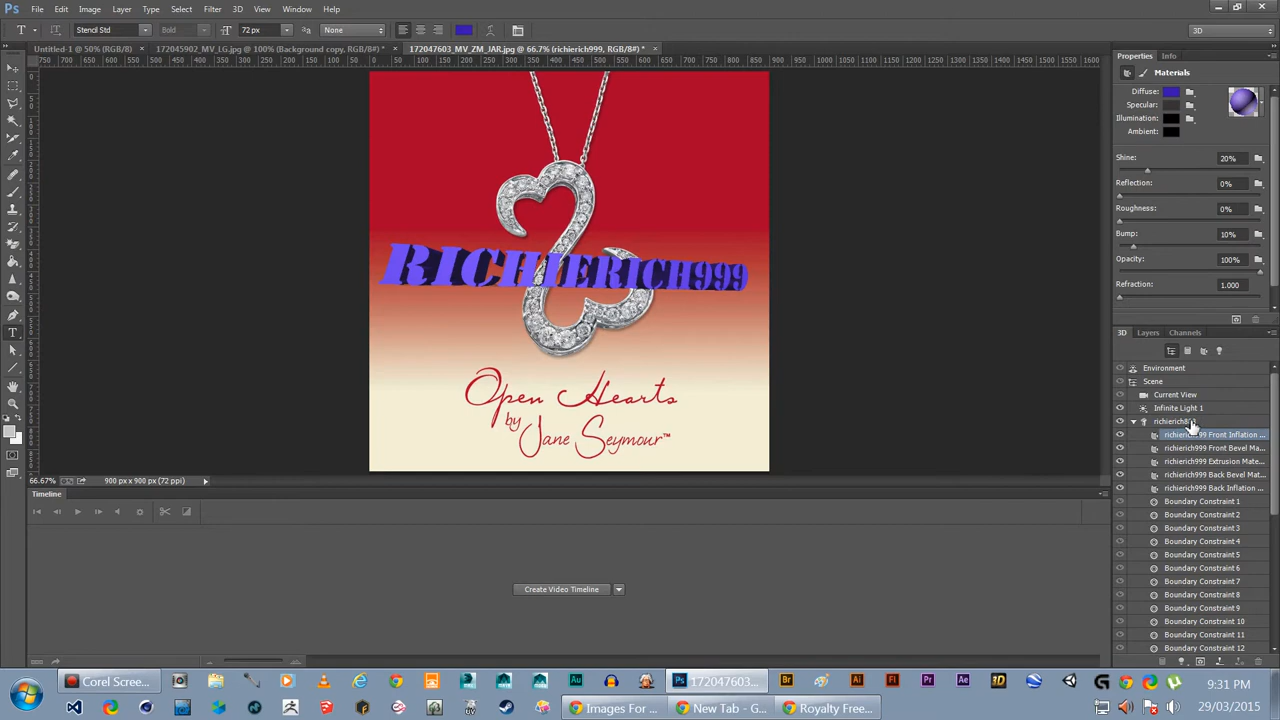 Ps File Edit Image Layer Type Select Filter 3D View Window Help
T Stencil Std Bold 72 px None 3D
Untitled-1 @ 50% (RGB/8) × 172045902_MV_LG.jpg @ 100% (Background copy, RGB/8#) * × 172047603_MV_ZM_JAR.jpg @ 66.7% (richierich999, RGB/8#) * ×
Properties Info
Materials
Diffuse:
Specular:
Illumination:
Ambient:
Shine: 20%
Reflection: 0%
Roughness: 0%
Bump: 10%
Opacity: 100%
Refraction: 1.000
RICHIERICH999
Open Hearts
by Jane Seymour™
3D Layers Channels
Environment
Scene
Current View
Infinite Light 1
richierich999 Front Inflation ...
richierich999 Front Bevel Ma...
richierich999 Extrusion Mate...
richierich999 Back Bevel Mat...
richierich999 Back Inflation ...
Boundary Constraint 1
Boundary Constraint 2
Boundary Constraint 3
Boundary Constraint 4
Boundary Constraint 5
Boundary Constraint 6
Boundary Constraint 7
Boundary Constraint 8
Boundary Constraint 9
Boundary Constraint 10
Boundary Constraint 11
Boundary Constraint 12
66.67% 900 px x 900 px (72 ppi)
Timeline
Create Video Timeline
Corel Scree... 172047603... 9:31 PM
Images For ... New Tab - G... Royalty Free... 29/03/2015